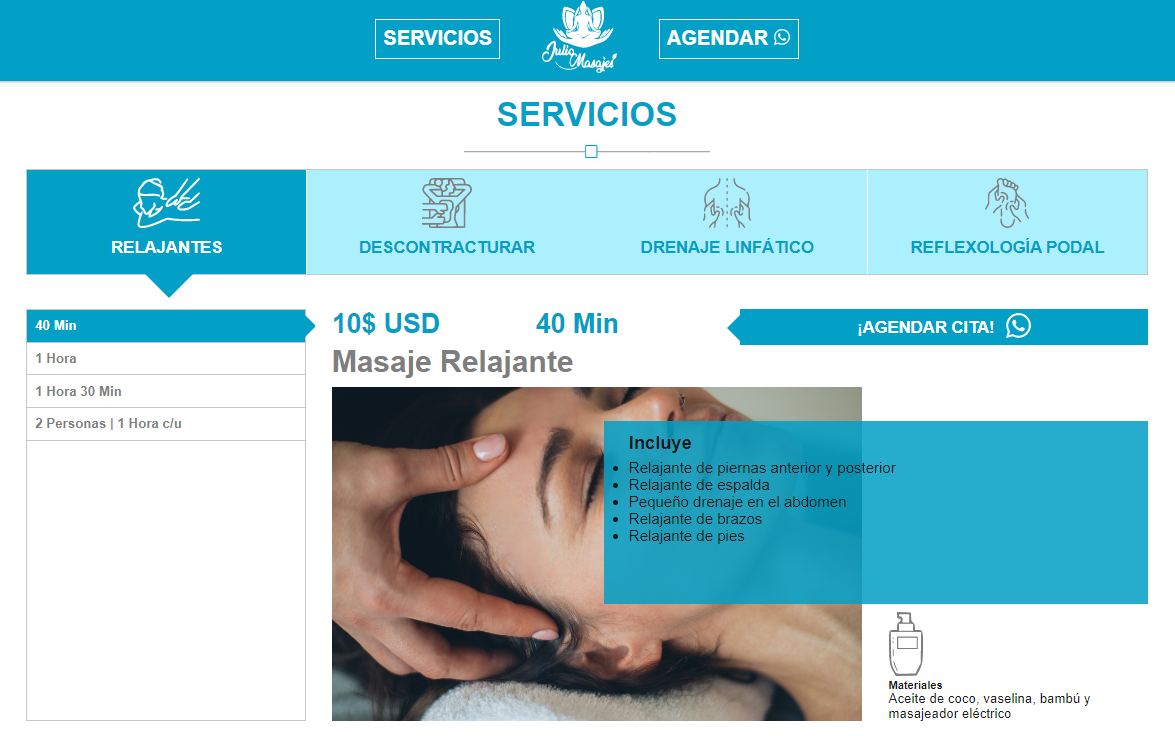 SERVICIOS
Julio Masajes
AGENDAR
SERVICIOS
RELAJANTES
DESCONTRACTURAR
DRENAJE LINFÁTICO
REFLEXOLOGÍA PODAL
40 Min
1 Hora
1 Hora 30 Min
2 Personas | 1 Hora c/u
10$ USD
40 Min
¡AGENDAR CITA!
Masaje Relajante
Incluye
Relajante de piernas anterior y posterior
Relajante de espalda
Pequeño drenaje en el abdomen
Relajante de brazos
Relajante de pies
Materiales
Aceite de coco, vaselina, bambú y
masajeador eléctrico